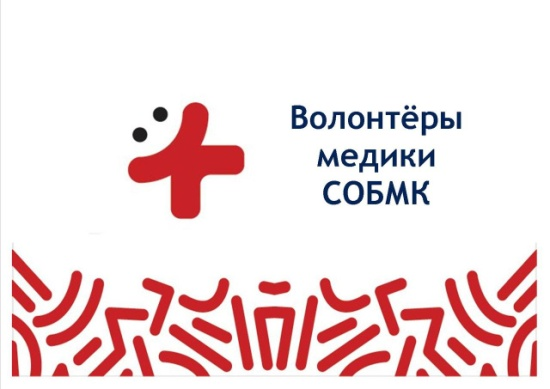 Волонтёры
медики
СОБМК